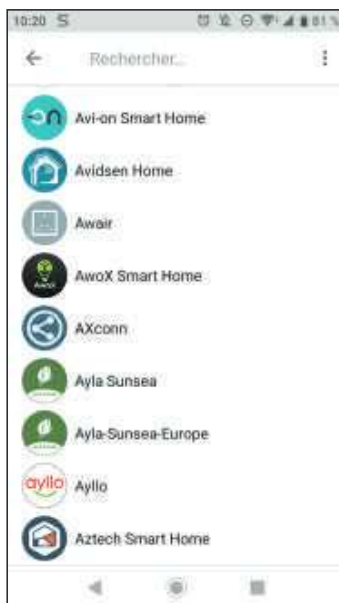 10:20 S 81 %
Rechercher...
Avi-on Smart Home
Avidsen Home
Awair
AwoX Smart Home
AXconn
Ayla Sunsea
Ayla-Sunsea-Europe
ayllo Ayllo
Aztech Smart Home